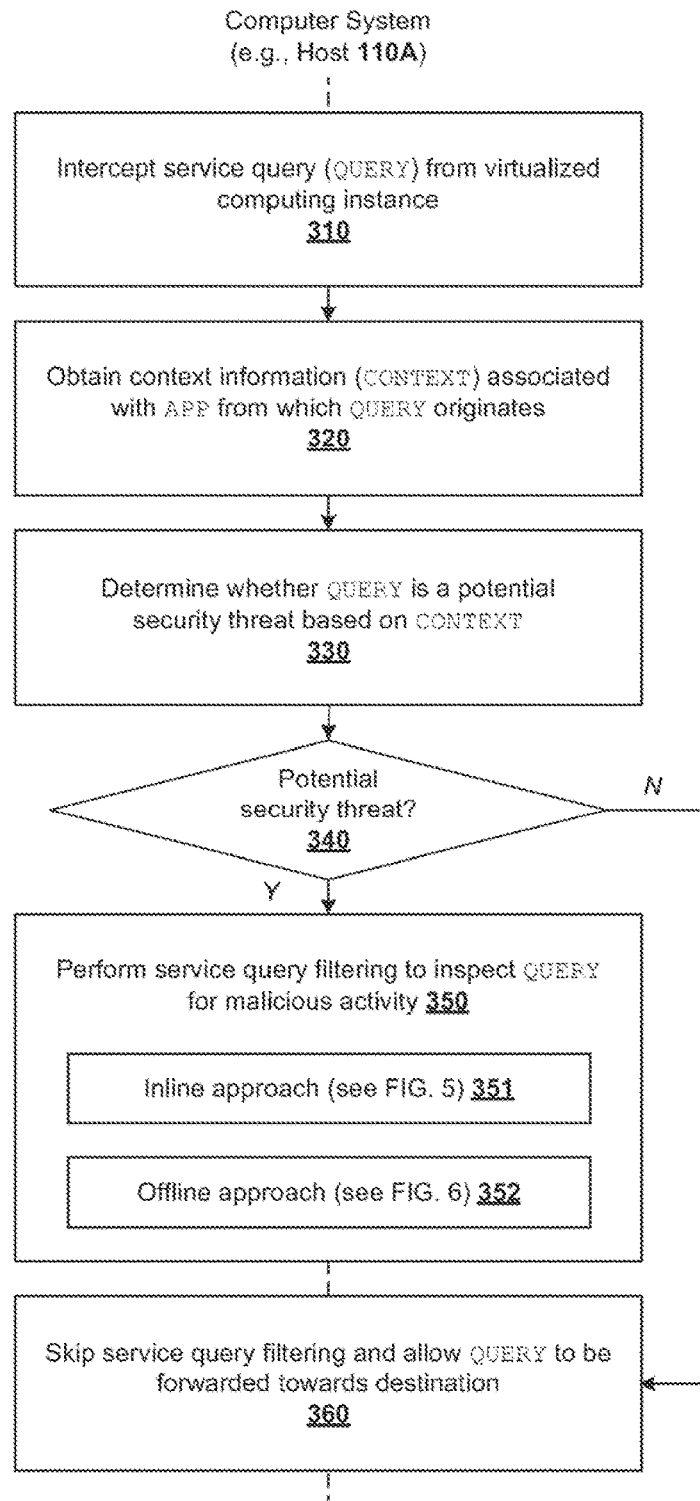 Computer System
(e.g., Host 110A)
Intercept service query (QUERY) from virtualized
computing instance
310
Obtain context information (CONTEXT) associated
with APP from which QUERY originates
320
Determine whether QUERY is a potential
security threat based on CONTEXT
330
Potential
security threat?
340
N
Y
Perform service query filtering to inspect QUERY
for malicious activity 350
Inline approach (see FIG. 5) 351
Offline approach (see FIG. 6) 352
Skip service query filtering and allow QUERY to be
forwarded towards destination
360